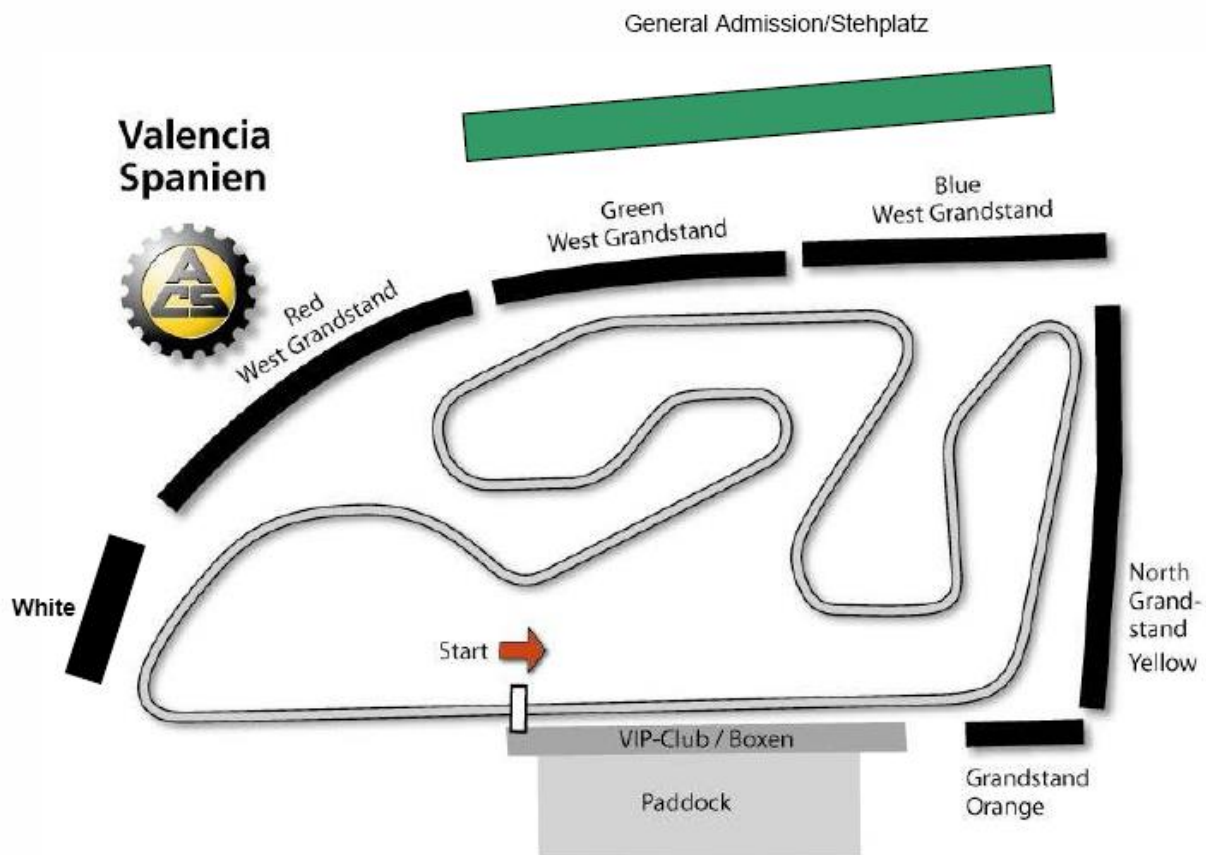 General Admission/Stehplatz
Valencia
Spanien
Blue
West Grandstand
Green
West Grandstand
Red
West Grandstand
ACS
White
North
Grand-
stand
Yellow
Start
VIP-Club / Boxen
Paddock
Grandstand
Orange